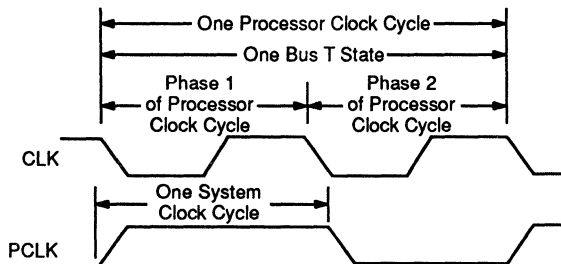 One Processor Clock Cycle
One Bus T State
Phase 1
of Processor
Clock Cycle
Phase 2
of Processor
Clock Cycle
CLK
One System
Clock Cycle
PCLK